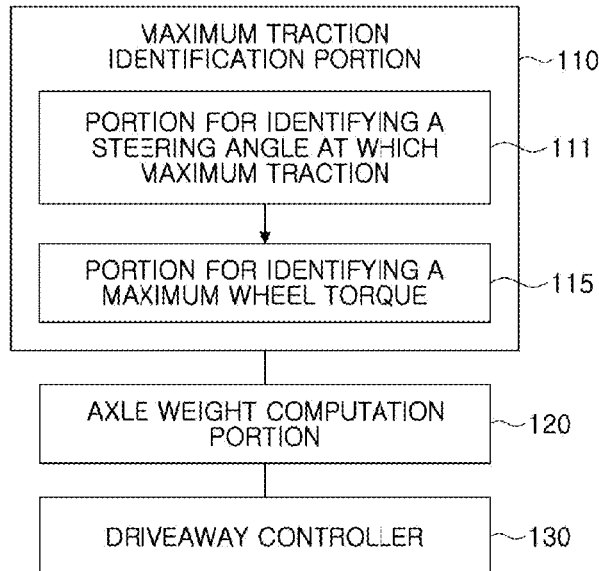 MAXIMUM TRACTION
IDENTIFICATION PORTION
110
PORTION FOR IDENTIFYING A
STEERING ANGLE AT WHICH
MAXIMUM TRACTION
111
PORTION FOR IDENTIFYING A
MAXIMUM WHEEL TORQUE
115
AXLE WEIGHT COMPUTATION
PORTION
120
DRIVEAWAY CONTROLLER
130